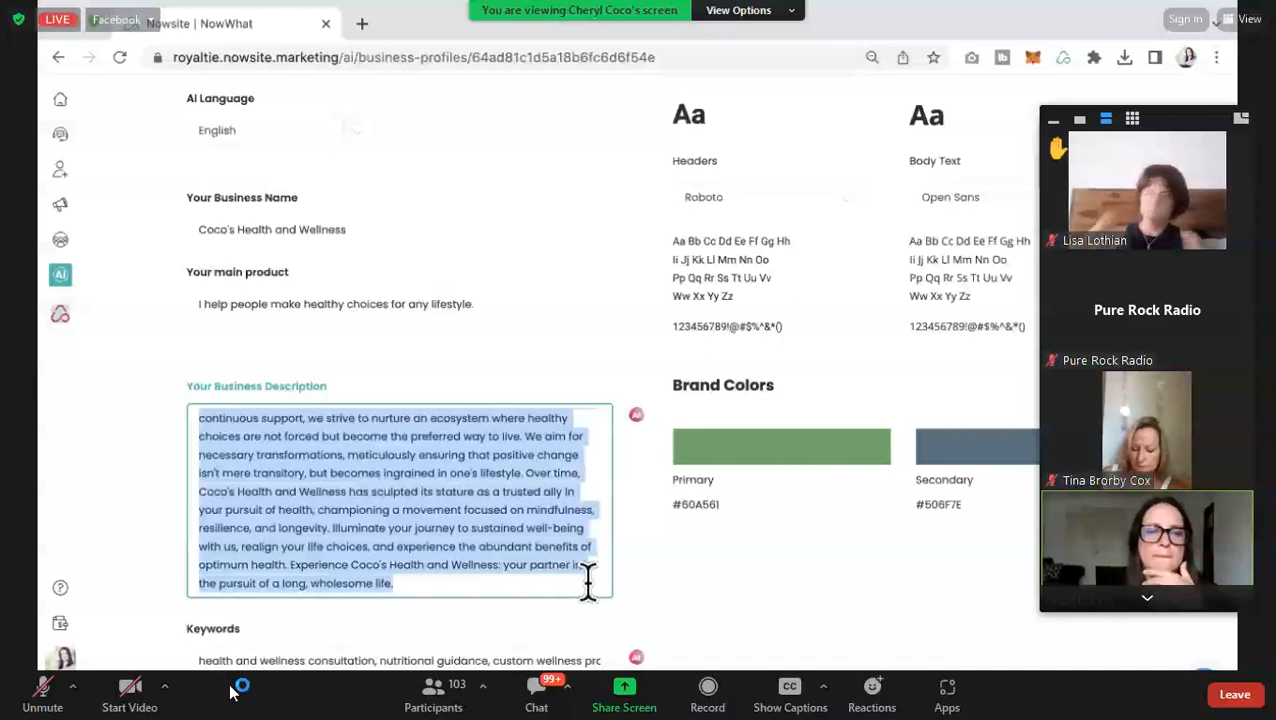 LIVE
Facebook
You are viewing Cheryl Coco's screen
View Options
Sign in
View
Nowsite | NowWhat
royaltie.nowsite.marketing/ai/business-profiles/64ad81c1d5a18b6fc6d6f54e
AI Language
English
Your Business Name
Coco's Health and Wellness
Your main product
I help people make healthy choices for any lifestyle.
Your Business Description
continuous support, we strive to nurture an ecosystem where healthy
choices are not forced but become the preferred way to live. We aim for
necessary transformations, meticulously ensuring that positive change
isn't mere transitory, but becomes ingrained in one's lifestyle. Over time,
Coco's Health and Wellness has sculpted its stature as a trusted ally in
your pursuit of health, championing a movement focused on mindfulness,
resilience, and longevity. Illuminate your journey to sustained well-being
with us, realign your life choices, and experience the abundant benefits of
optimum health. Experience Coco's Health and Wellness: your partner in
the pursuit of a long, wholesome life.
AI
Keywords
health and wellness consultation, nutritional guidance, custom wellness pro
AI
AI
Aa
Headers
Roboto
Aa Bb Cc Dd Ee Ff Gg Hh
Ii Jj Kk Ll Mm Nn Oo
Pp Qq Rr Ss Tt Uu Vv
Ww Xx Yy Zz
123456789!@#$%^&*()
Aa
Body Text
Open Sans
Aa Bb Cc Dd Ee Ff Gg Hh
Ii Jj Kk Ll Mm Nn Oo
Pp Qq Rr Ss Tt Uu Vv
Ww Xx Yy Zz
123456789!@#$%^&*()
Brand Colors
Primary
#60A561
Secondary
#506F7E
Lisa Lothian
Pure Rock Radio
Pure Rock Radio
Tina Brorby Cox
Unmute
Start Video
103
Participants
99+
Chat
Share Screen
Record
CC
Show Captions
Reactions
Apps
Leave